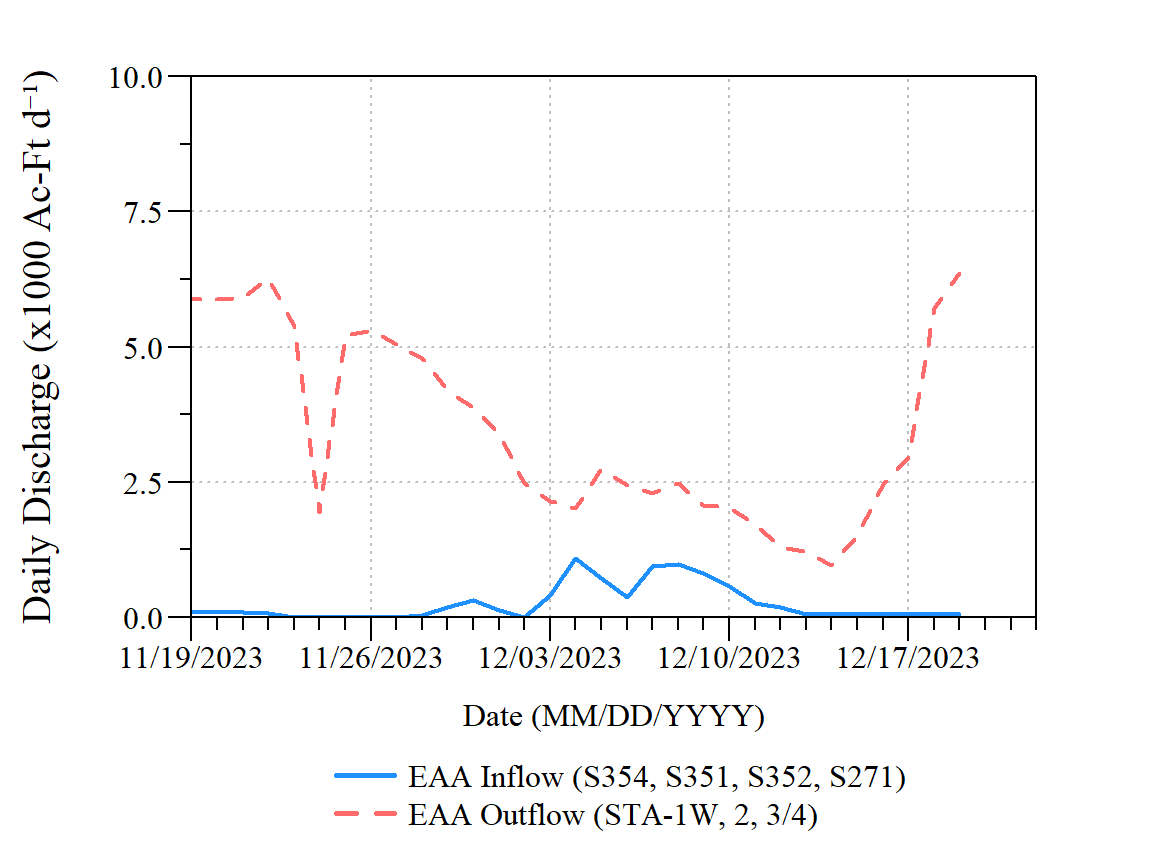 Daily Discharge (x1000 Ac-Ft d⁻¹)
10.0
7.5
5.0
2.5
0.0
11/19/2023 11/26/2023 12/03/2023 12/10/2023 12/17/2023
Date (MM/DD/YYYY)
EAA Inflow (S354, S351, S352, S271)
EAA Outflow (STA-1W, 2, 3/4)